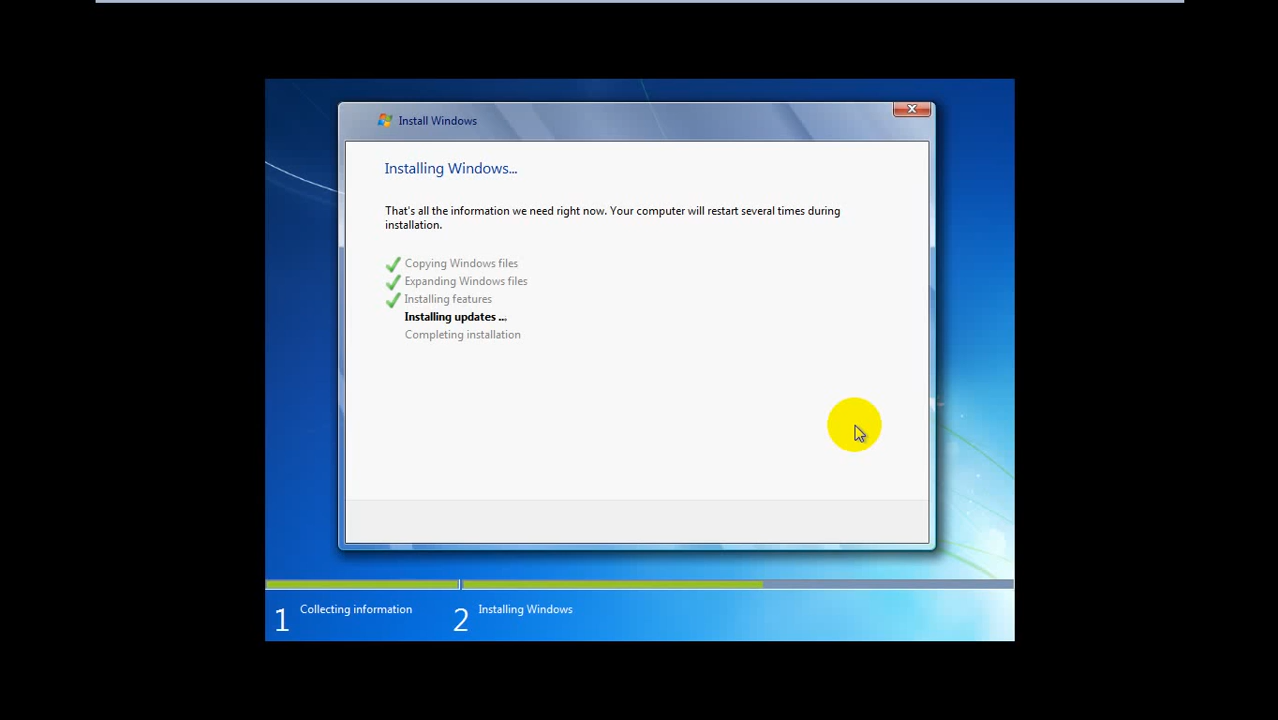 Install Windows
Installing Windows...
That's all the information we need right now. Your computer will restart several times during
installation.
Copying Windows files
Expanding Windows files
Installing features
Installing updates ...
Completing installation
1 Collecting information
2 Installing Windows